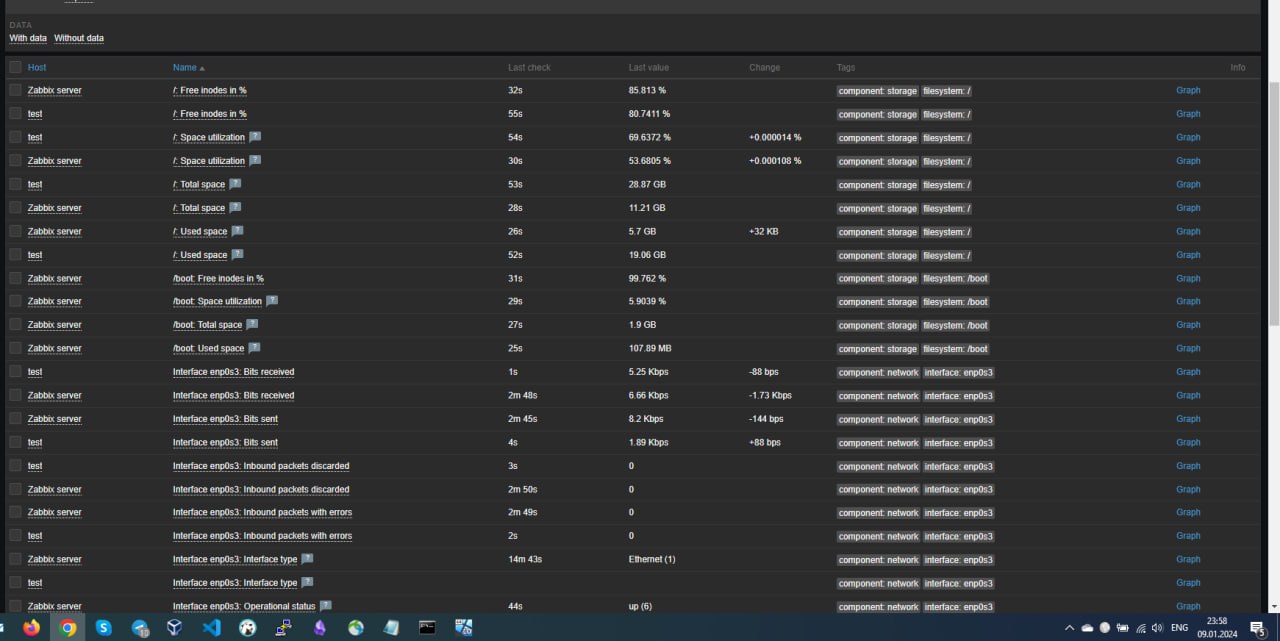 DATA
With data Without data
Host Name ▲ Last check Last value Change Tags Info
Zabbix server /: Free inodes in % 32s 85.813 % component: storage filesystem: / Graph
test /: Free inodes in % 55s 80.7411 % component: storage filesystem: / Graph
test /: Space utilization ? 54s 69.6372 % +0.000014 % component: storage filesystem: / Graph
Zabbix server /: Space utilization ? 30s 53.6805 % +0.000108 % component: storage filesystem: / Graph
test /: Total space ? 53s 28.87 GB component: storage filesystem: / Graph
Zabbix server /: Total space ? 28s 11.21 GB component: storage filesystem: / Graph
Zabbix server /: Used space ? 26s 5.7 GB +32 KB component: storage filesystem: / Graph
test /: Used space ? 52s 19.06 GB component: storage filesystem: / Graph
Zabbix server /boot: Free inodes in % 31s 99.762 % component: storage filesystem: /boot Graph
Zabbix server /boot: Space utilization ? 29s 5.9039 % component: storage filesystem: /boot Graph
Zabbix server /boot: Total space ? 27s 1.9 GB component: storage filesystem: /boot Graph
Zabbix server /boot: Used space ? 25s 107.89 MB component: storage filesystem: /boot Graph
test Interface enp0s3: Bits received 1s 5.25 Kbps -88 bps component: network interface: enp0s3 Graph
Zabbix server Interface enp0s3: Bits received 2m 48s 6.66 Kbps -1.73 Kbps component: network interface: enp0s3 Graph
Zabbix server Interface enp0s3: Bits sent 2m 45s 8.2 Kbps -144 bps component: network interface: enp0s3 Graph
test Interface enp0s3: Bits sent 4s 1.89 Kbps +88 bps component: network interface: enp0s3 Graph
test Interface enp0s3: Inbound packets discarded 3s 0 component: network interface: enp0s3 Graph
Zabbix server Interface enp0s3: Inbound packets discarded 2m 50s 0 component: network interface: enp0s3 Graph
Zabbix server Interface enp0s3: Inbound packets with errors 2m 49s 0 component: network interface: enp0s3 Graph
test Interface enp0s3: Inbound packets with errors 2s 0 component: network interface: enp0s3 Graph
Zabbix server Interface enp0s3: Interface type ? 14m 43s Ethernet (1) component: network interface: enp0s3 Graph
test Interface enp0s3: Interface type ? component: network interface: enp0s3 Graph
Zabbix server Interface enp0s3: Operational status ? 44s up (6) component: network interface: enp0s3 Graph
ENG 23:58
09.01.2024 5